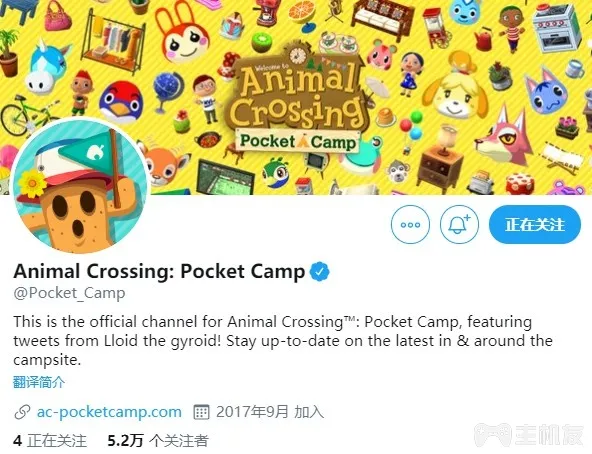 Welcome to
Animal
Crossing
Pocket Camp
正在关注
Animal Crossing: Pocket Camp
@Pocket_Camp
This is the official channel for Animal Crossing™: Pocket Camp, featuring
tweets from Lloid the gyroid! Stay up-to-date on the latest in & around the
campsite.
翻译简介
ac-pocketcamp.com 2017年9月 加入
4 正在关注 5.2万 个关注者
主机友